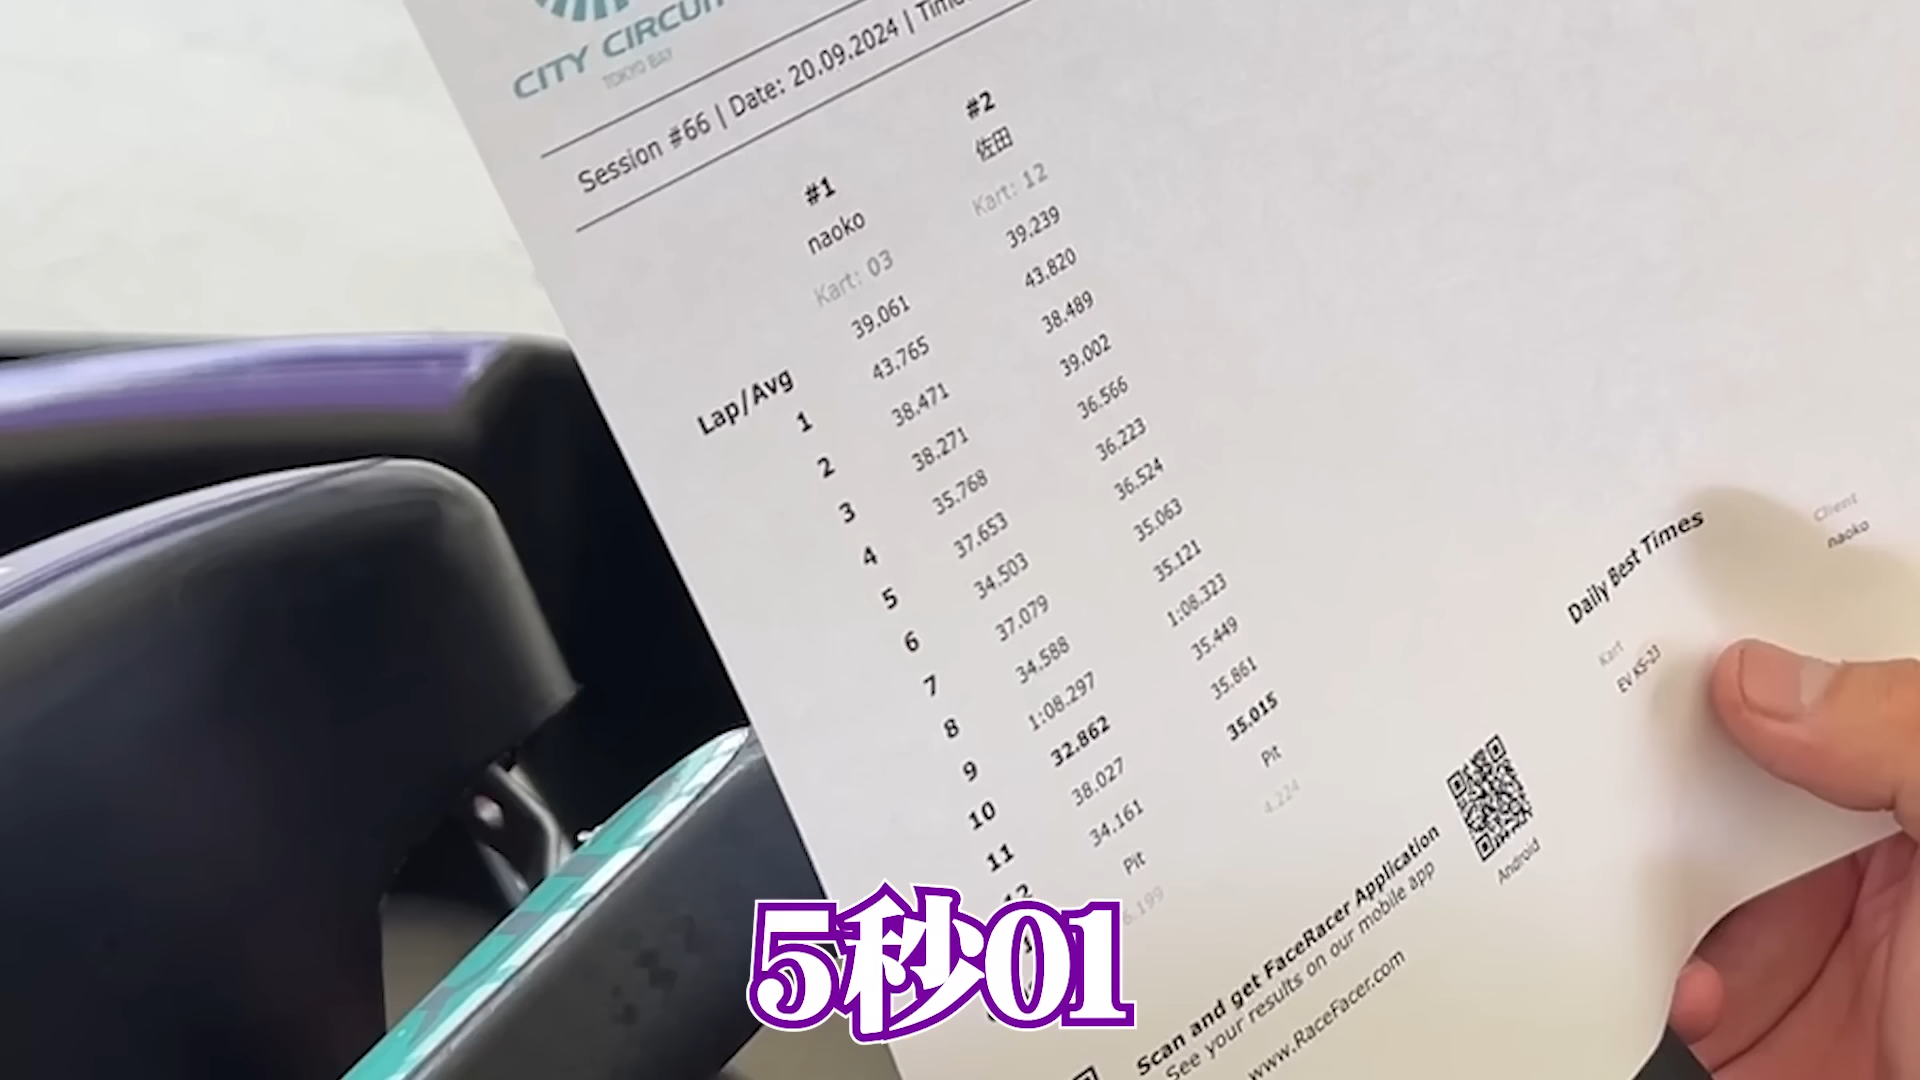 CITY CIRCUIT
TOKYO BAY
Session #66 | Date: 20.09.2024 |
#1 #2
naoko 佐田
Kart: 03 Kart: 12
Lap/Avg 39.061 39.239
1 43.765 43.820
2 38.471 38.489
3 38.271 39.002
4 35.768 36.566
5 37.653 36.223
6 34.503 36.524
7 37.079 35.063
8 34.588 35.121
9 1:08.297 1:08.323
10 32.862 35.449
11 38.027 35.861
12 34.161 35.015
Pit Pit
6.199 4.224
Daily Best Times
Kart Client
EV KS-23 naoko
Scan and get FaceRacer Application
See your results on our mobile app
www.RaceFacer.com
Android
5秒01